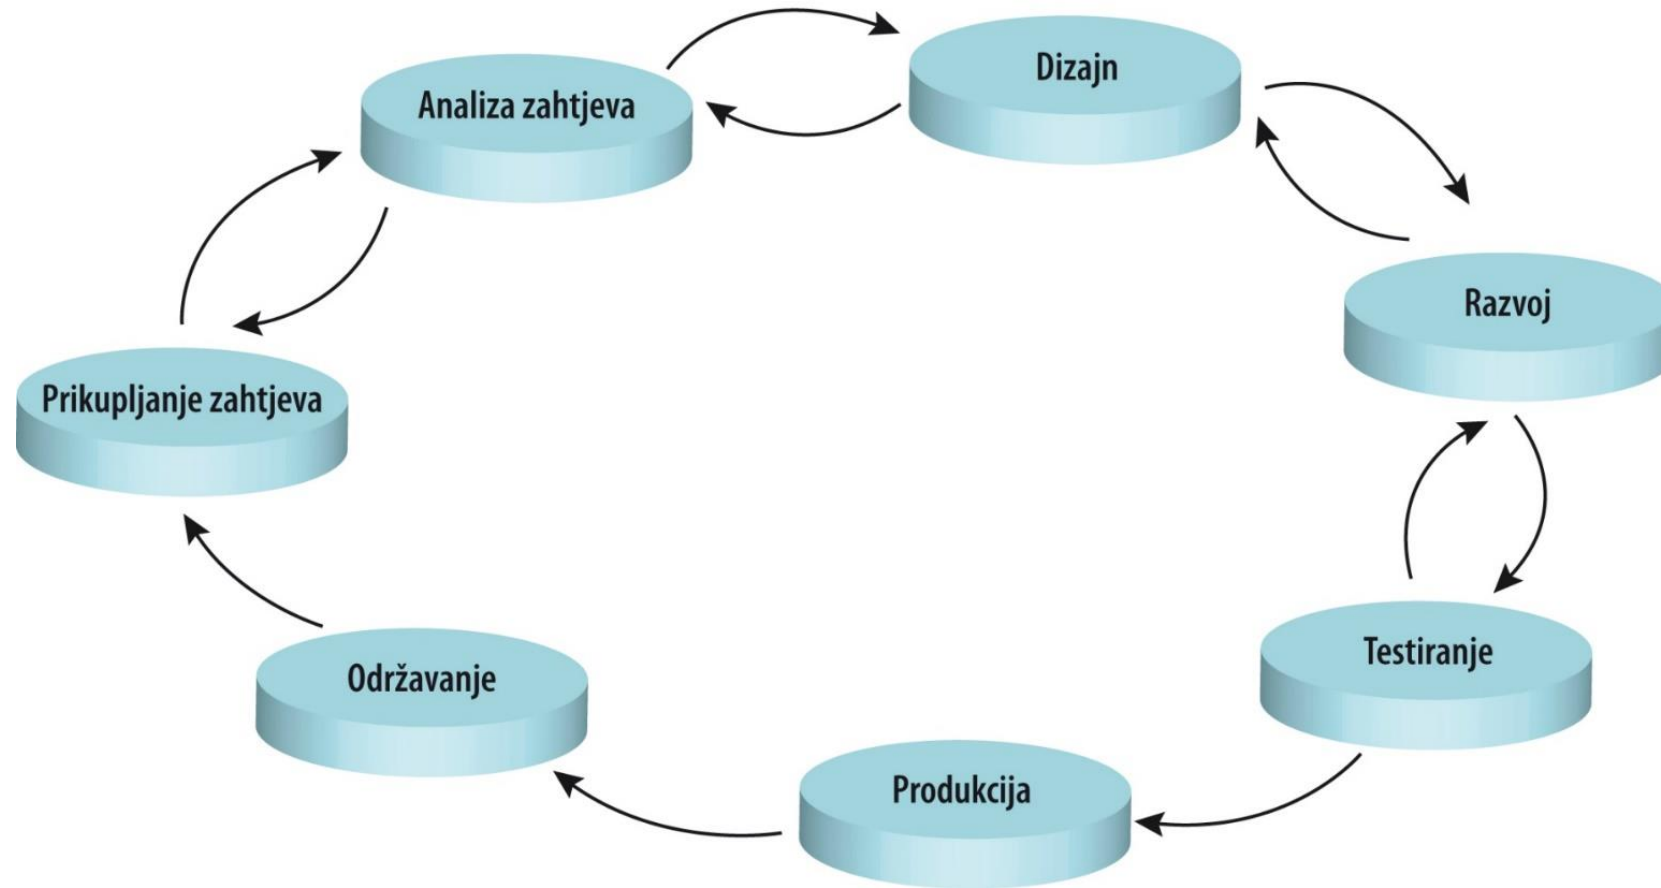 Dizajn
Analiza zahtjeva
Razvoj
Prikupljanje zahtjeva
Testiranje
Održavanje
Produkcija